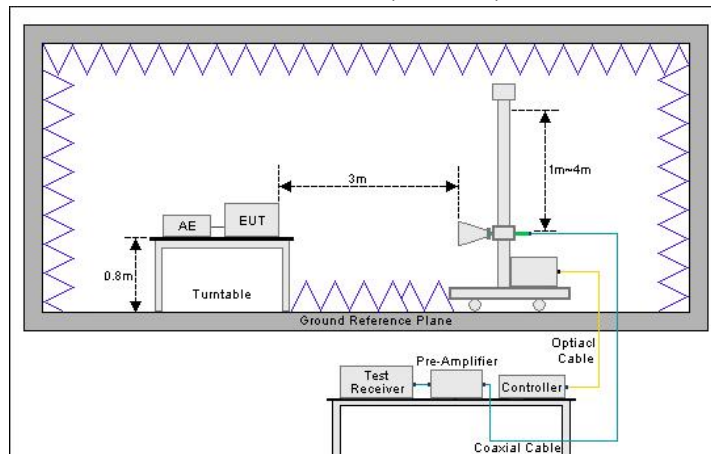 3m
1m~4m
AE
EUT
0.8m
Turntable
Ground Reference Plane
Optiacl
Cable
Pre-Amplifier
Test
Receiver
Controller
Coaxial Cable